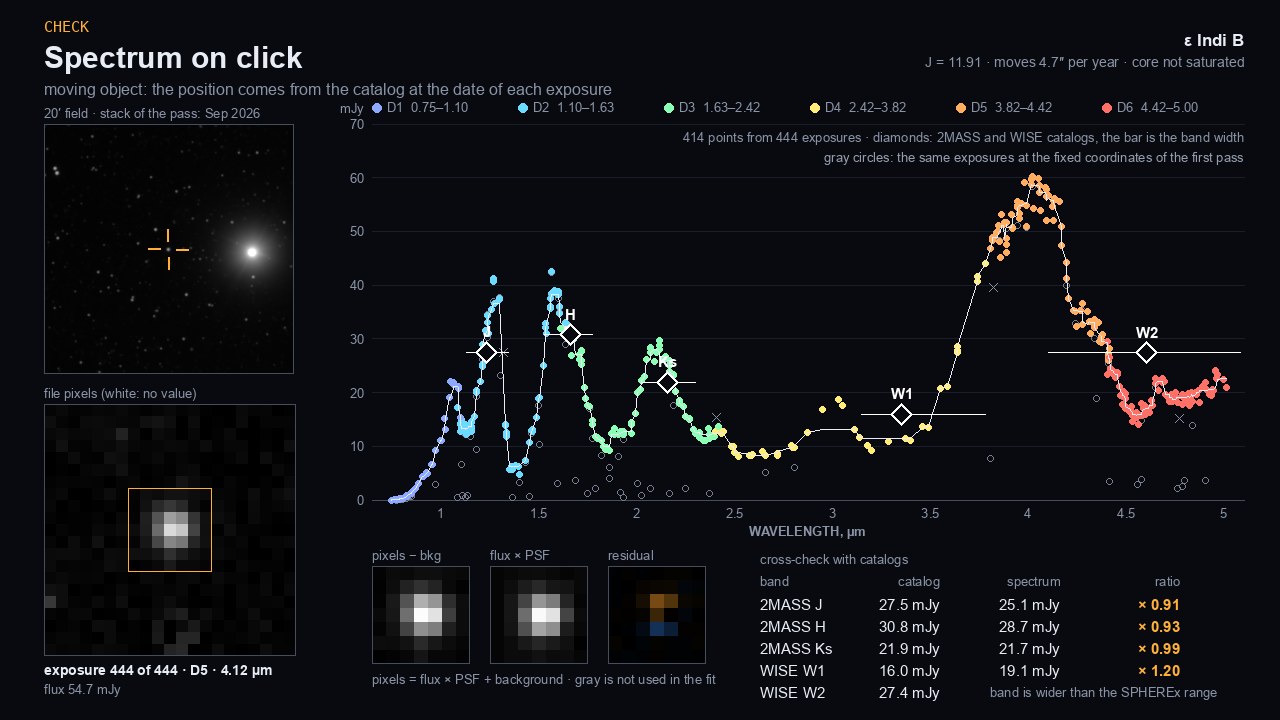 CHECK
Spectrum on click
ε Indi B
J = 11.91 · moves 4.7″ per year · core not saturated
moving object: the position comes from the catalog at the date of each exposure
20′ field · stack of the pass: Sep 2026
mJy
D1 0.75–1.10
D2 1.10–1.63
D3 1.63–2.42
D4 2.42–3.82
D5 3.82–4.42
D6 4.42–5.00
414 points from 444 exposures · diamonds: 2MASS and WISE catalogs, the bar is the band width
gray circles: the same exposures at the fixed coordinates of the first pass
70
60
50
40
30
20
10
0
H
Ks
W1
W2
1
1.5
2
2.5
3
3.5
4
4.5
5
WAVELENGTH, µm
file pixels (white: no value)
exposure 444 of 444 · D5 · 4.12 µm
flux 54.7 mJy
pixels − bkg
flux × PSF
residual
pixels = flux × PSF + background · gray is not used in the fit
cross-check with catalogs
band catalog spectrum ratio
2MASS J 27.5 mJy 25.1 mJy × 0.91
2MASS H 30.8 mJy 28.7 mJy × 0.93
2MASS Ks 21.9 mJy 21.7 mJy × 0.99
WISE W1 16.0 mJy 19.1 mJy × 1.20
WISE W2 27.4 mJy band is wider than the SPHEREx range